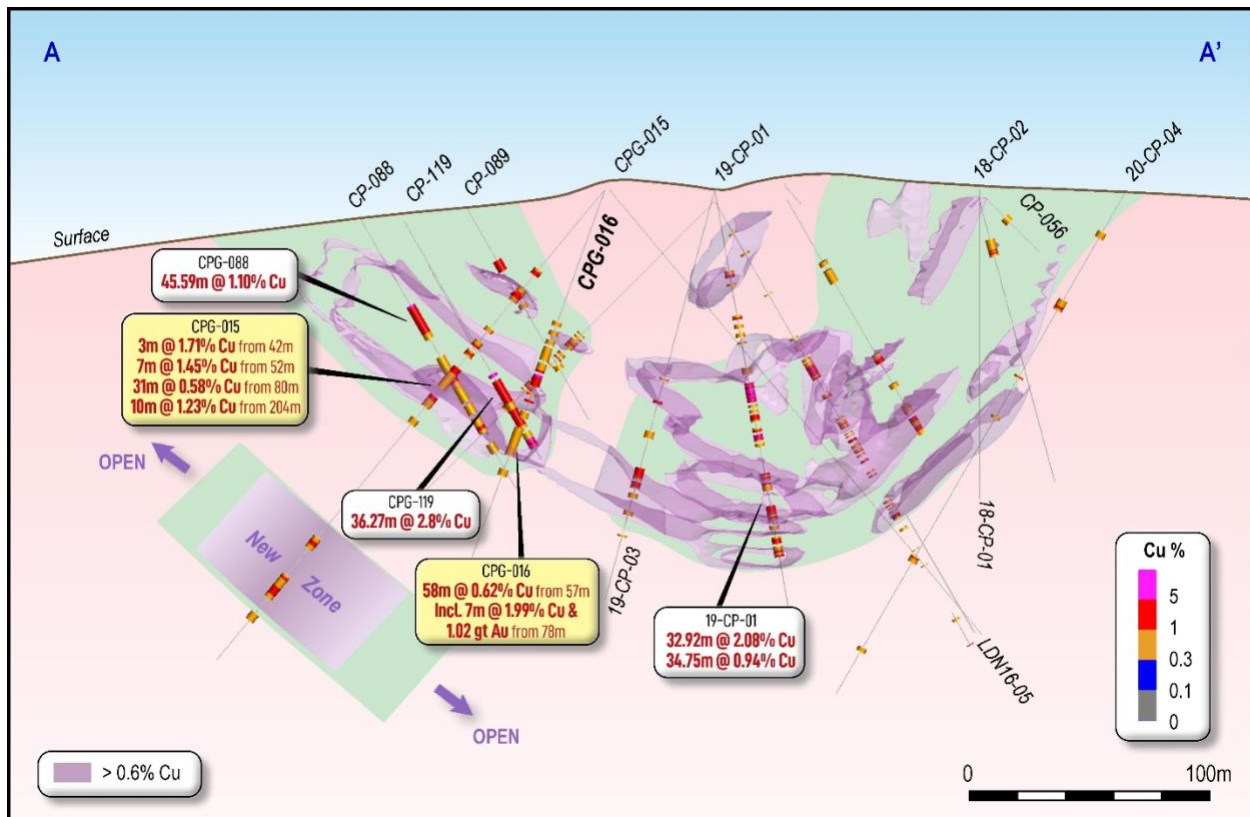 A
A'
CP-088
CP-119
CP-089
CPG-015
19-CP-01
18-CP-02
20-CP-04
CP-056
Surface
CPG-016
CPG-088
45.59m @ 1.10% Cu
CPG-015
3m @ 1.71% Cu from 42m
7m @ 1.45% Cu from 52m
31m @ 0.58% Cu from 80m
10m @ 1.23% Cu from 204m
OPEN
New
Zone
OPEN
CPG-119
36.27m @ 2.8% Cu
CPG-016
58m @ 0.62% Cu from 57m
Incl. 7m @ 1.99% Cu &
1.02 gt Au from 78m
19-CP-03
19-CP-01
32.92m @ 2.08% Cu
34.75m @ 0.94% Cu
18-CP-01
LDN16-05
Cu %
5
1
0.3
0.1
0
> 0.6% Cu
0
100m